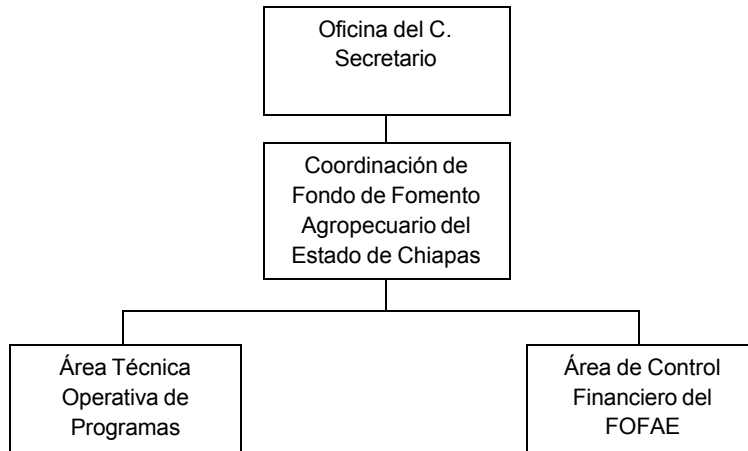 Oficina del C.
Secretario
Coordinación de
Fondo de Fomento
Agropecuario del
Estado de Chiapas
Área Técnica
Operativa de
Programas
Área de Control
Financiero del
FOFAE